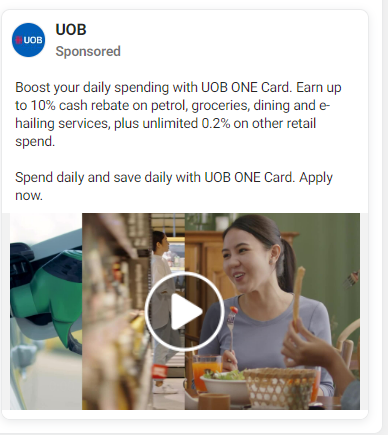 UOB
UOB
Sponsored
Boost your daily spending with UOB ONE Card. Earn up
to 10% cash rebate on petrol, groceries, dining and e-
hailing services, plus unlimited 0.2% on other retail
spend.
Spend daily and save daily with UOB ONE Card. Apply
now.